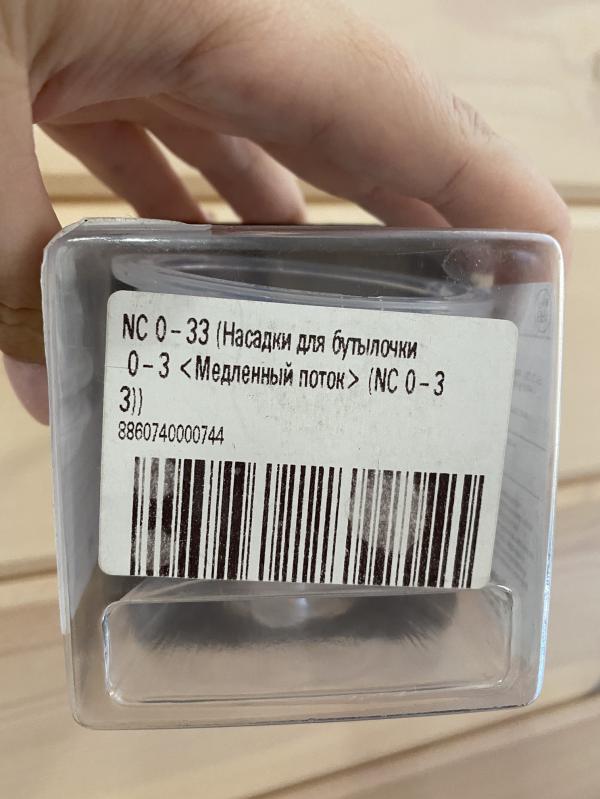 NC 0-33 (Насадки для бутылочки
0-3 <Медленный поток> (NC 0-3
3))
8860740000744